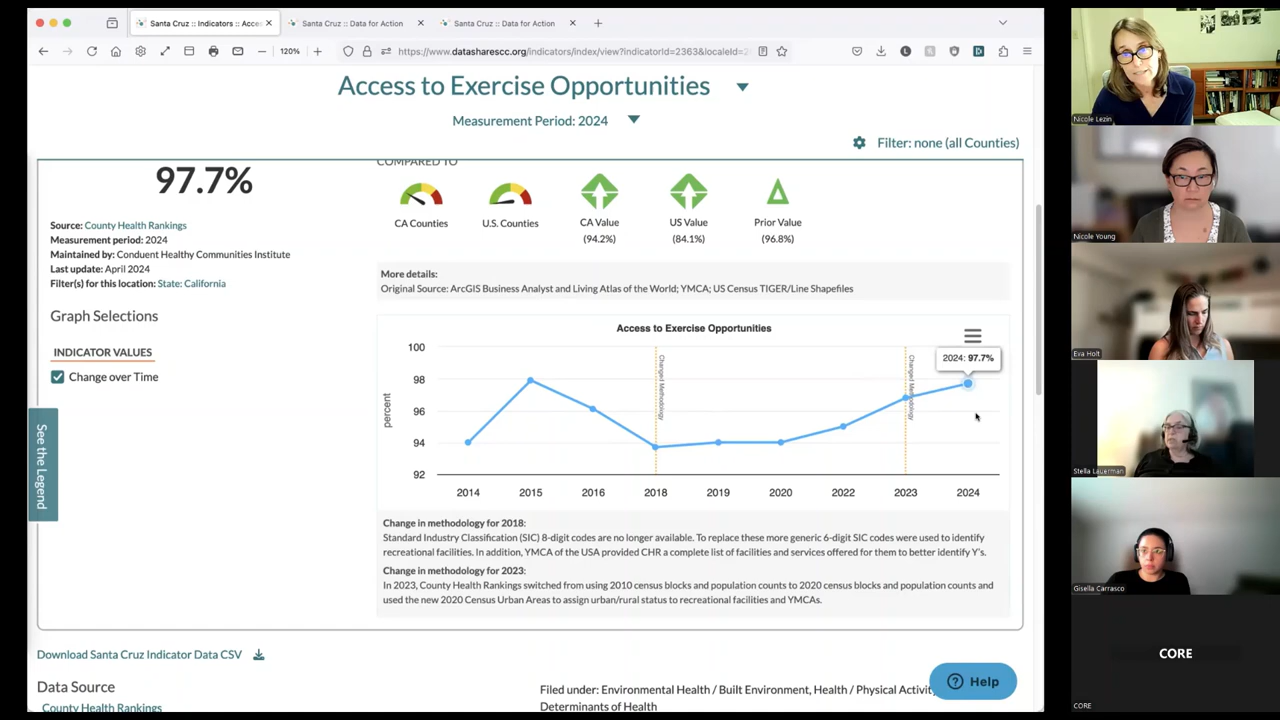 Santa Cruz :: Indicators :: Acce
Santa Cruz :: Data for Action
Santa Cruz :: Data for Action
120%
https://www.datasharescc.org/indicators/index/view?indicatorId=2363&localeId=2
Access to Exercise Opportunities
Measurement Period: 2024
Filter: none (all Counties)
97.7%
COMPARED TO
CA Counties
U.S. Counties
CA Value
(94.2%)
US Value
(84.1%)
Prior Value
(96.8%)
Source: County Health Rankings
Measurement period: 2024
Maintained by: Conduent Healthy Communities Institute
Last update: April 2024
Filter(s) for this location: State: California
More details:
Original Source: ArcGIS Business Analyst and Living Atlas of the World; YMCA; US Census TIGER/Line Shapefiles
Graph Selections
INDICATOR VALUES
Change over Time
See the Legend
Access to Exercise Opportunities
2024: 97.7%
percent
100
98
96
94
92
Changed Methodology
Changed Methodology
2014 2015 2016 2018 2019 2020 2022 2023 2024
Change in methodology for 2018:
Standard Industry Classification (SIC) 8-digit codes are no longer available. To replace these more generic 6-digit SIC codes were used to identify
recreational facilities. In addition, YMCA of the USA provided CHR a complete list of facilities and services offered for them to better identify Y's.
Change in methodology for 2023:
In 2023, County Health Rankings switched from using 2010 census blocks and population counts to 2020 census blocks and population counts and
used the new 2020 Census Urban Areas to assign urban/rural status to recreational facilities and YMCAs.
Download Santa Cruz Indicator Data CSV
Data Source
County Health Rankings
Filed under: Environmental Health / Built Environment, Health / Physical Activity
Determinants of Health
Help
Nicole Lezin
Nicole Young
Eva Holt
Stella Lauerman
Gisella Carrasco
CORE
CORE